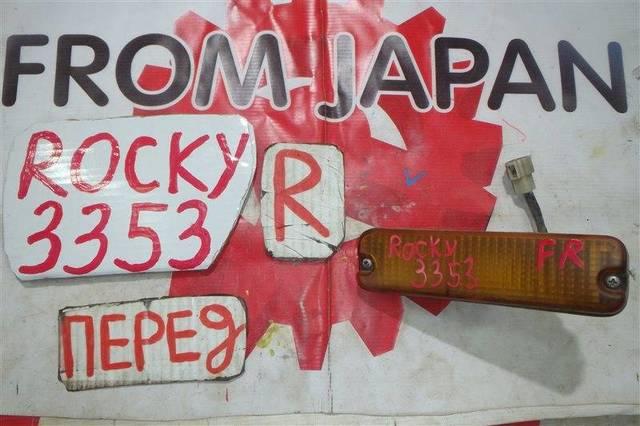 FROM JAPAN
ROCKY
3353
R
ПЕРЕД
ROCKY
3353
FR